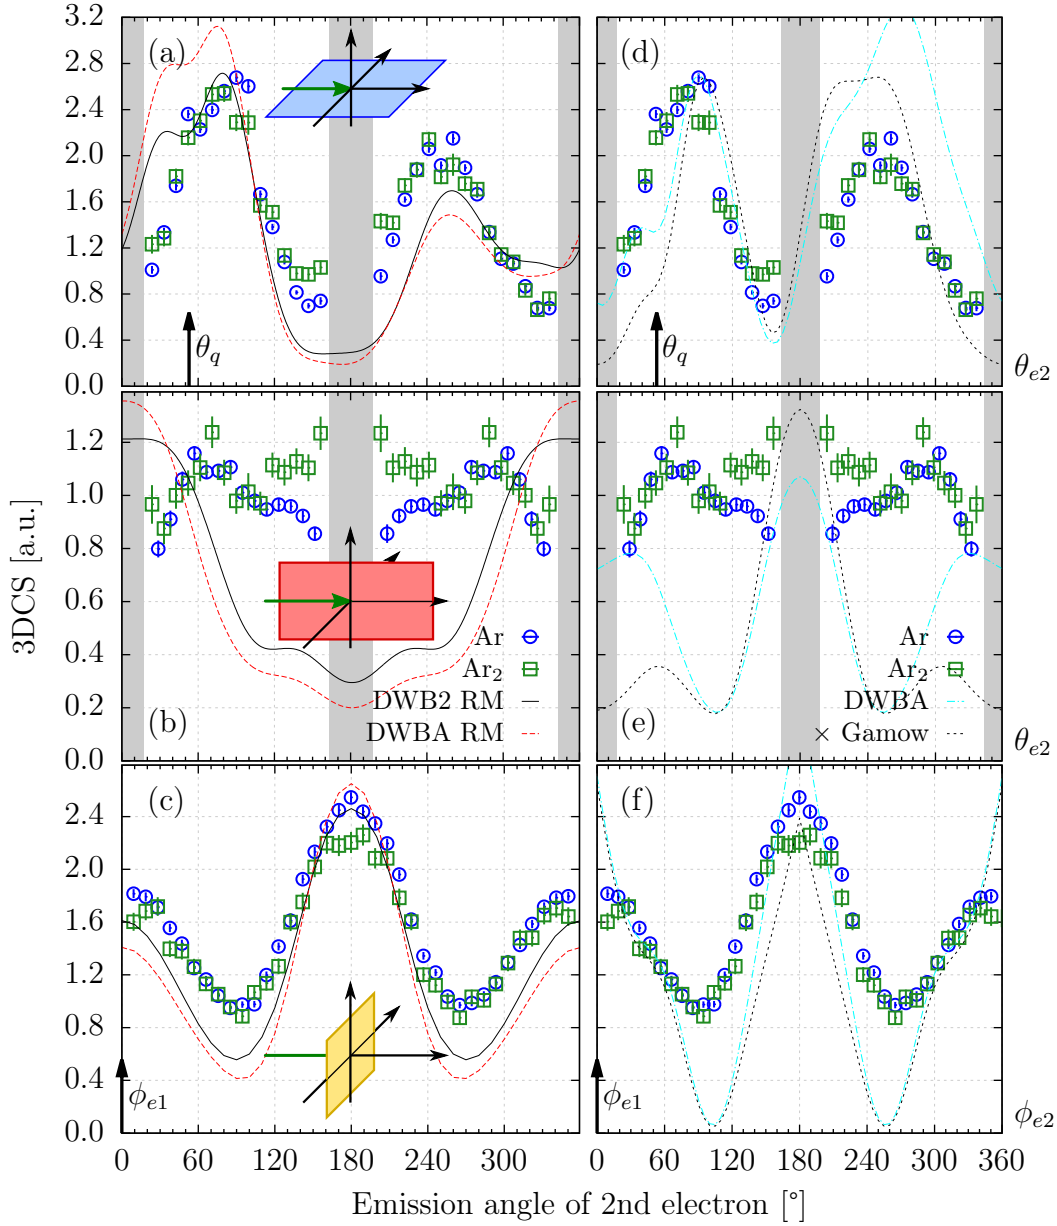 (a)
(d)
3.2
2.8
2.4
2.0
1.6
1.2
0.8
0.4
0.0
θq
θq
θe2
(b)
(e)
1.2
1.0
0.8
0.6
0.4
0.2
0.0
3DCS [a.u.]
Ar
Ar2
DWB2 RM
DWBA RM
Ar
Ar2
DWBA
× Gamow
θe2
(c)
(f)
2.4
2.0
1.6
1.2
0.8
0.4
0.0
ϕe1
ϕe1
ϕe2
0 60 120 180 240 300
0 60 120 180 240 300 360
Emission angle of 2nd electron [°]